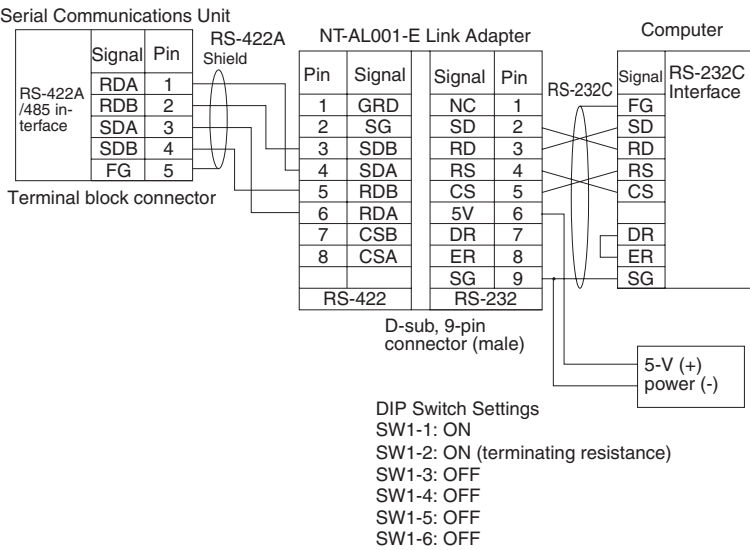 Serial Communications Unit
RS-422A
/485 in-
terface
Signal Pin
RDA 1
RDB 2
SDA 3
SDB 4
FG 5
Terminal block connector
RS-422A
Shield
NT-AL001-E Link Adapter
Pin Signal
1 GRD
2 SG
3 SDB
4 SDA
5 RDB
6 RDA
7 CSB
8 CSA
RS-422
Signal Pin
NC 1
SD 2
RD 3
RS 4
CS 5
5V 6
DR 7
ER 8
SG 9
RS-232
D-sub, 9-pin
connector (male)
RS-232C
Computer
Signal
FG
SD
RD
RS
CS
DR
ER
SG
RS-232C
Interface
5-V (+)
power (-)
DIP Switch Settings
SW1-1: ON
SW1-2: ON (terminating resistance)
SW1-3: OFF
SW1-4: OFF
SW1-5: OFF
SW1-6: OFF